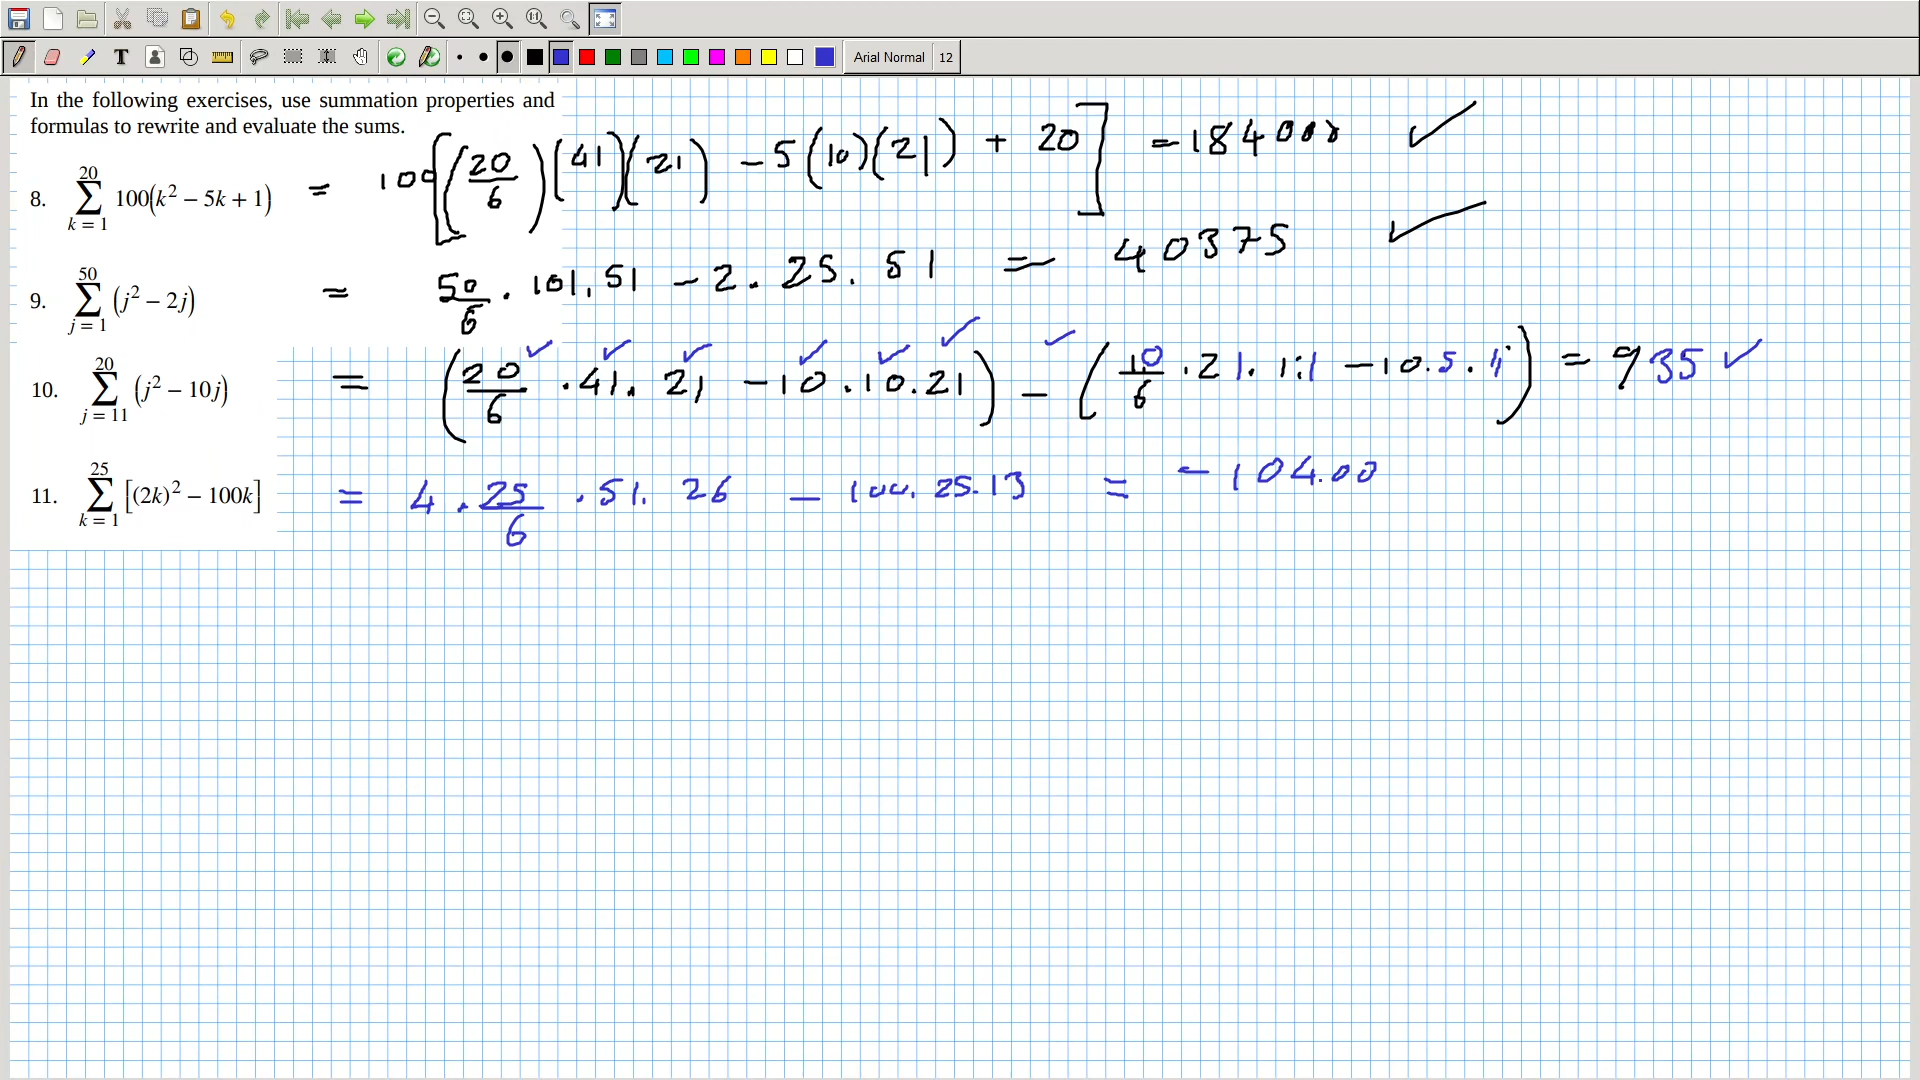 Arial Normal 12
In the following exercises, use summation properties and
formulas to rewrite and evaluate the sums.
8. ∑_{k = 1}^{20} 100(k² − 5k + 1) = 100[(20/6)(41)(21) − 5(10)(21) + 20] = 184000 ✓
9. ∑_{j = 1}^{50} (j² − 2j) = 50/6 · 101 . 51 − 2 . 25 . 51 = 40375 ✓
10. ∑_{j = 11}^{20} (j² − 10j) = (20/6 · 41 . 21 − 10 . 10 . 21) − (10/6 · 21 . 11 − 10 . 5 . 11) = 935 ✓
11. ∑_{k = 1}^{25} [(2k)² − 100k] = 4 . 25/6 · 51 . 26 − 100 . 25 . 13 = − 104.00